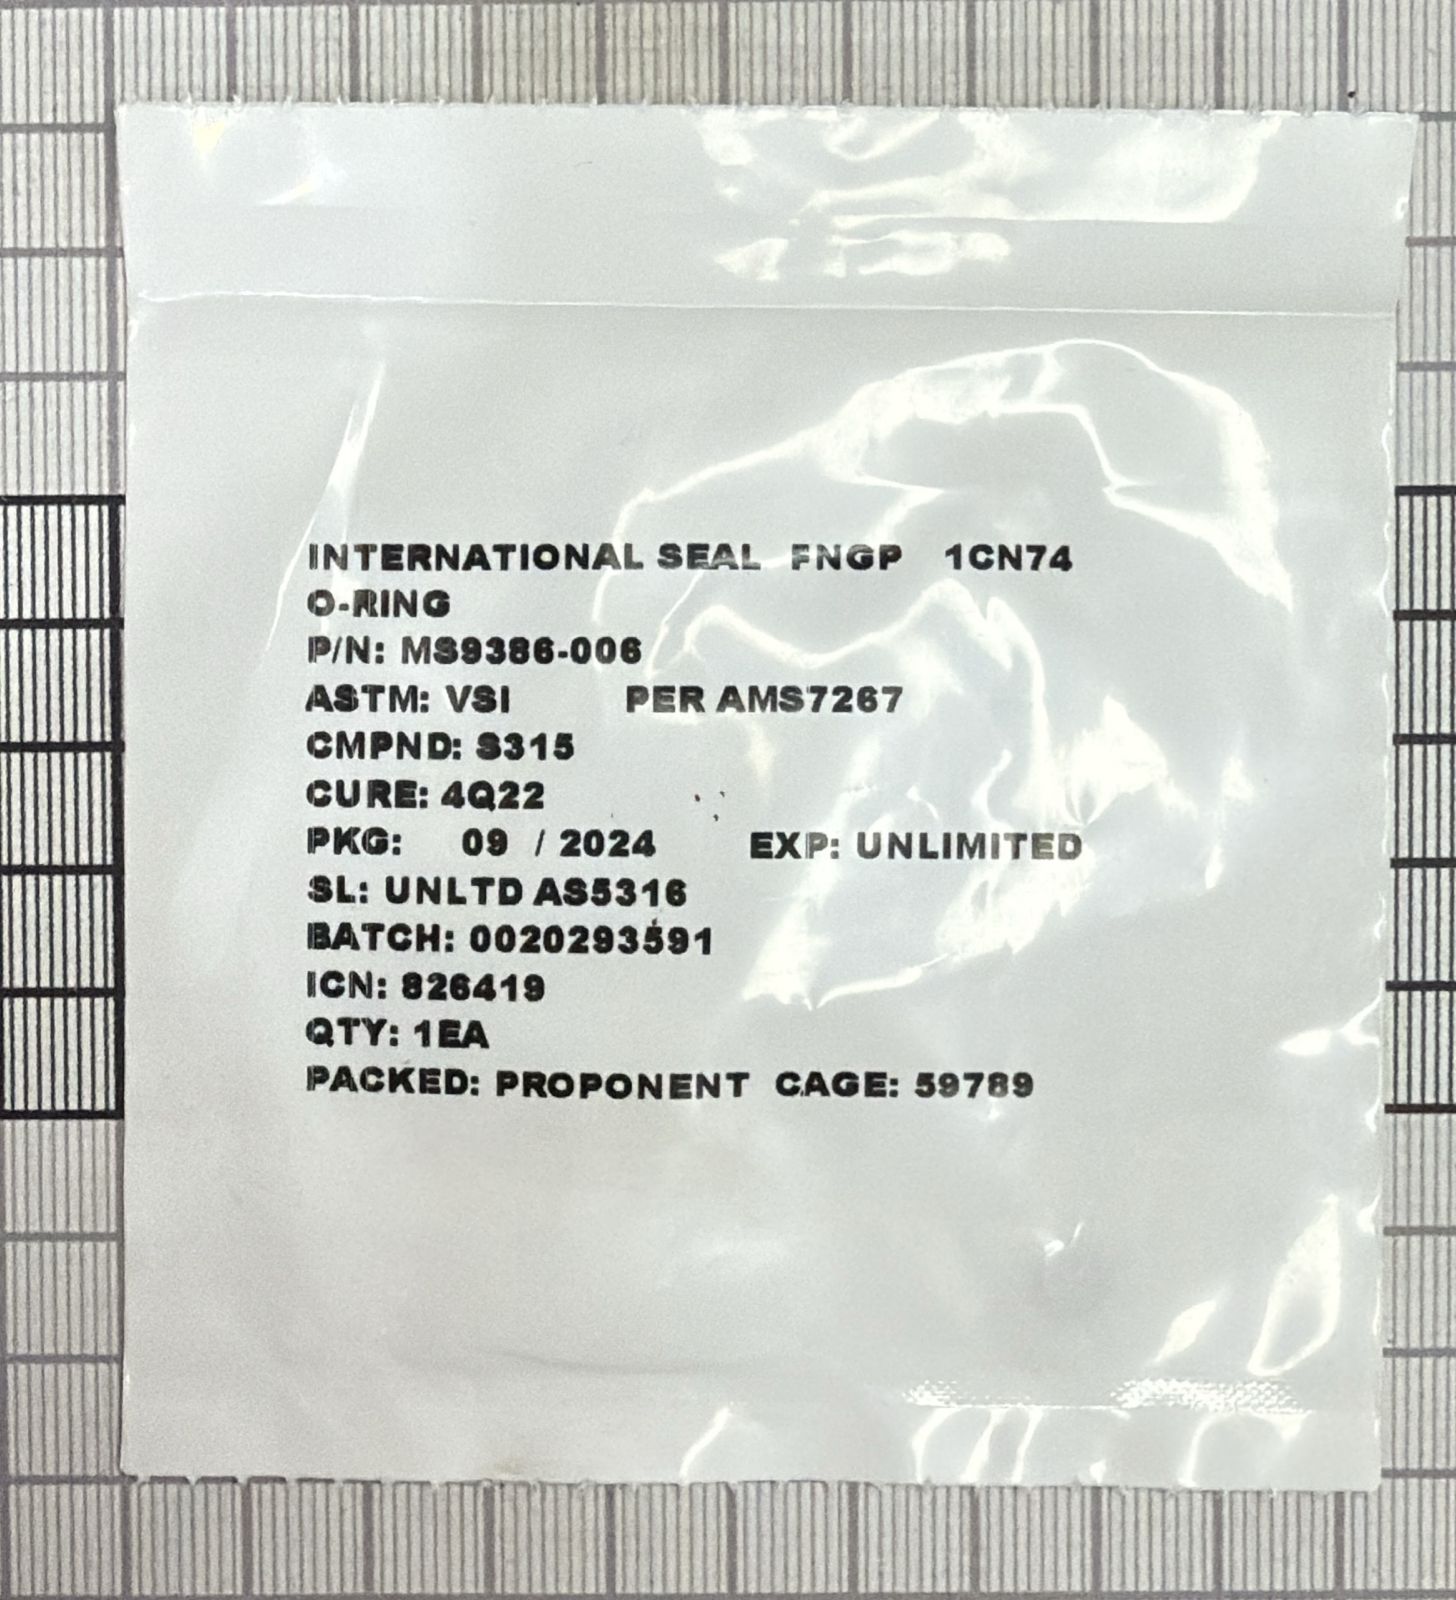 INTERNATIONAL SEAL FNGP 1CN74
O-RING
P/N: MS9386-006
ASTM: VSI PER AMS7267
CMPND: S315
CURE: 4Q22
PKG: 09 / 2024 EXP: UNLIMITED
SL: UNLTD AS5316
BATCH: 0020293591
ICN: 826419
QTY: 1EA
PACKED: PROPONENT CAGE: 59789